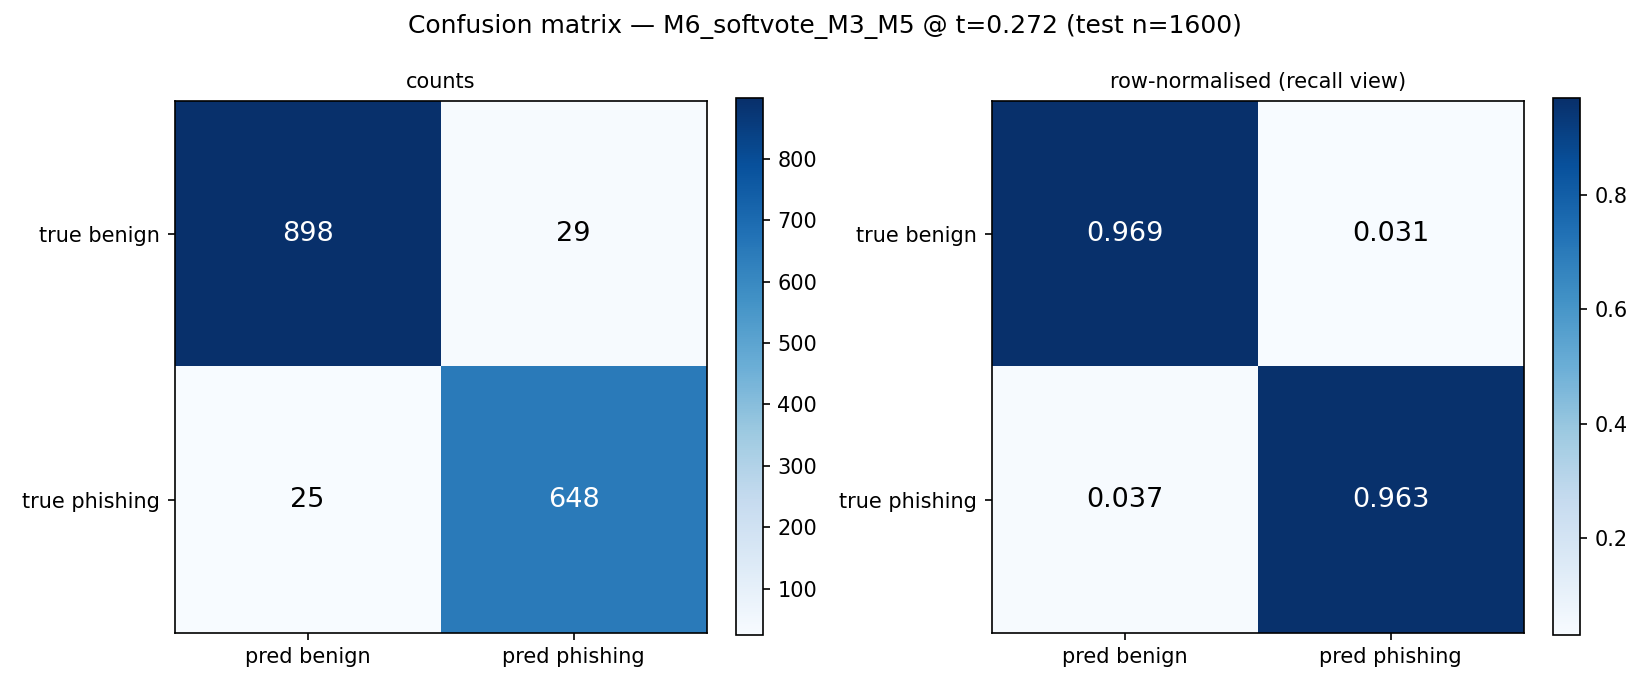 Confusion matrix — M6_softvote_M3_M5 @ t=0.272 (test n=1600)
counts
true benign
true phishing
898
29
25
648
pred benign
pred phishing
800
700
600
500
400
300
200
100
row-normalised (recall view)
true benign
true phishing
0.969
0.031
0.037
0.963
pred benign
pred phishing
0.8
0.6
0.4
0.2